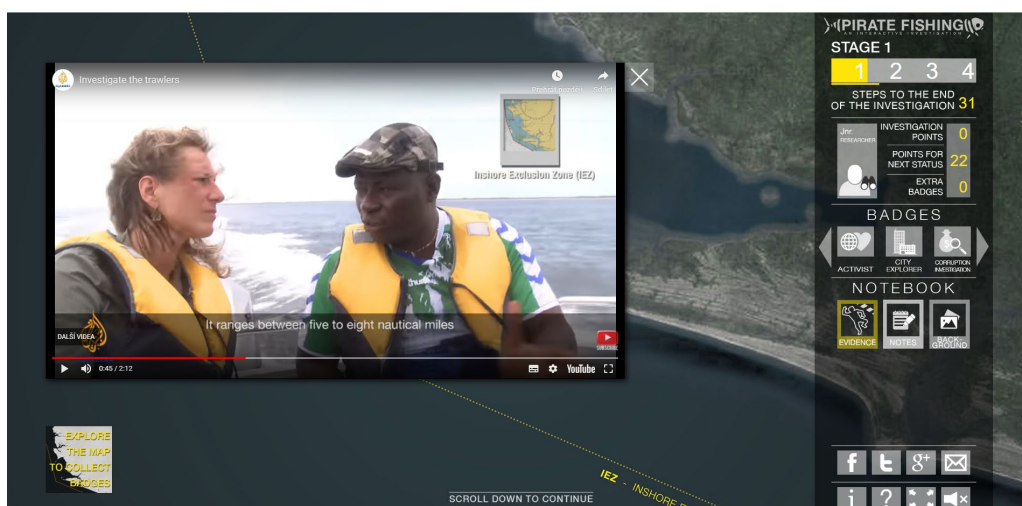 Investigate the trawlers
Sdílet
Inshore Exclusion Zone (IEZ)
It ranges between five to eight nautical miles
DALŠÍ VIDEA
0:45 / 2:12
YouTube
EXPLORE
THE MAP
TO COLLECT
BADGES
IEZ - INSHORE
SCROLL DOWN TO CONTINUE
PIRATE FISHING
AN INTERACTIVE INVESTIGATION
STAGE 1
1 2 3 4
STEPS TO THE END
OF THE INVESTIGATION 31
Jnr.
RESEARCHER
INVESTIGATION
POINTS 0
POINTS FOR
NEXT STATUS 22
EXTRA
BADGES 0
BADGES
ACTIVIST
CITY
EXPLORER
CORRUPTION
INVESTIGATION
NOTEBOOK
EVIDENCE
NOTES
BACK-
GROUND
f t g+
i ?